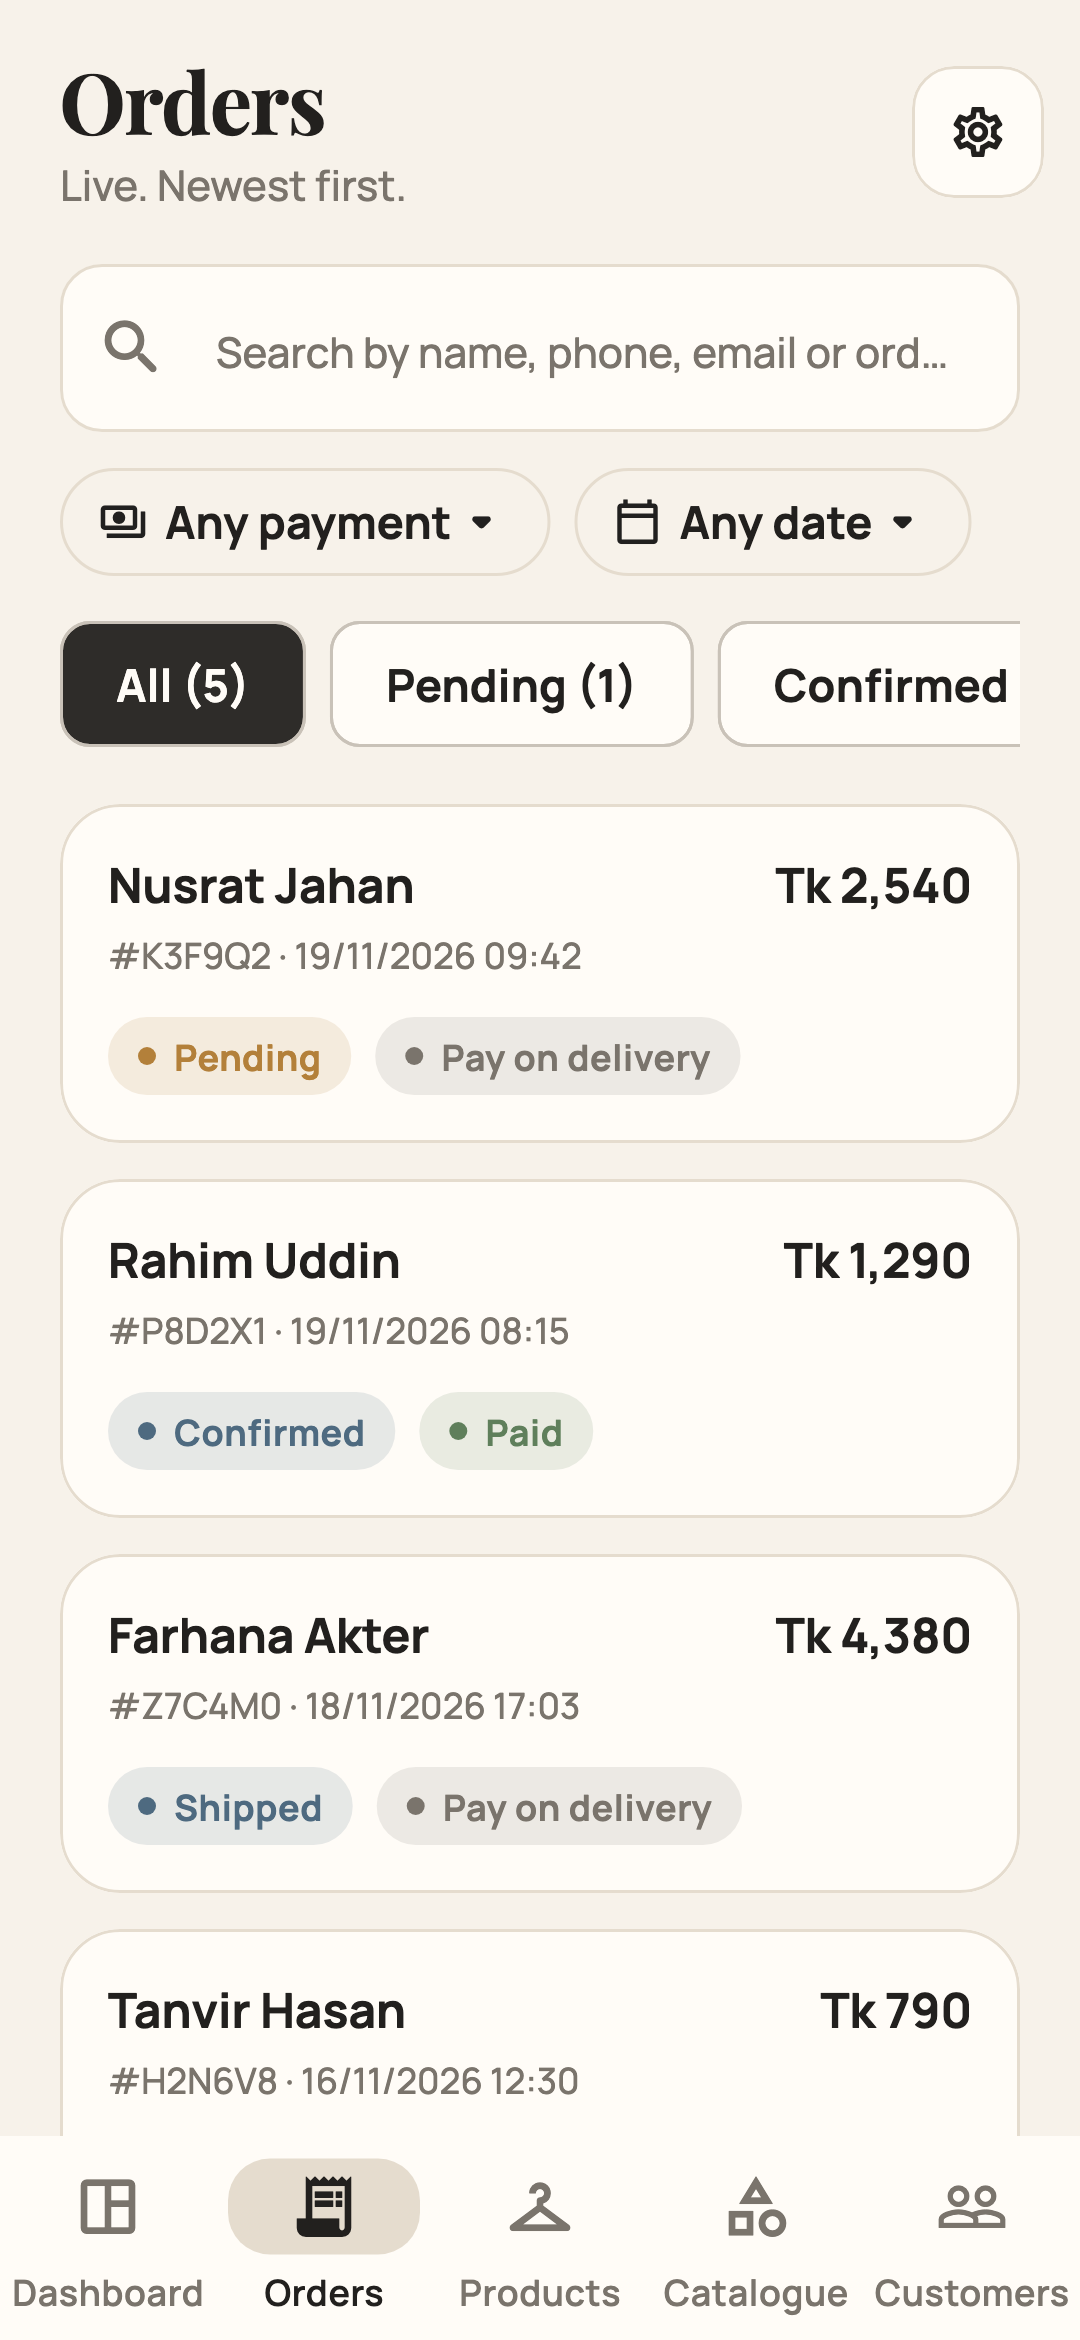 Orders
Live. Newest first.
Search by name, phone, email or ord...
Any payment
Any date
All (5)
Pending (1)
Confirmed
Nusrat Jahan
Tk 2,540
#K3F9Q2 · 19/11/2026 09:42
Pending
Pay on delivery
Rahim Uddin
Tk 1,290
#P8D2X1 · 19/11/2026 08:15
Confirmed
Paid
Farhana Akter
Tk 4,380
#Z7C4M0 · 18/11/2026 17:03
Shipped
Pay on delivery
Tanvir Hasan
Tk 790
#H2N6V8 · 16/11/2026 12:30
Dashboard
Orders
Products
Catalogue
Customers